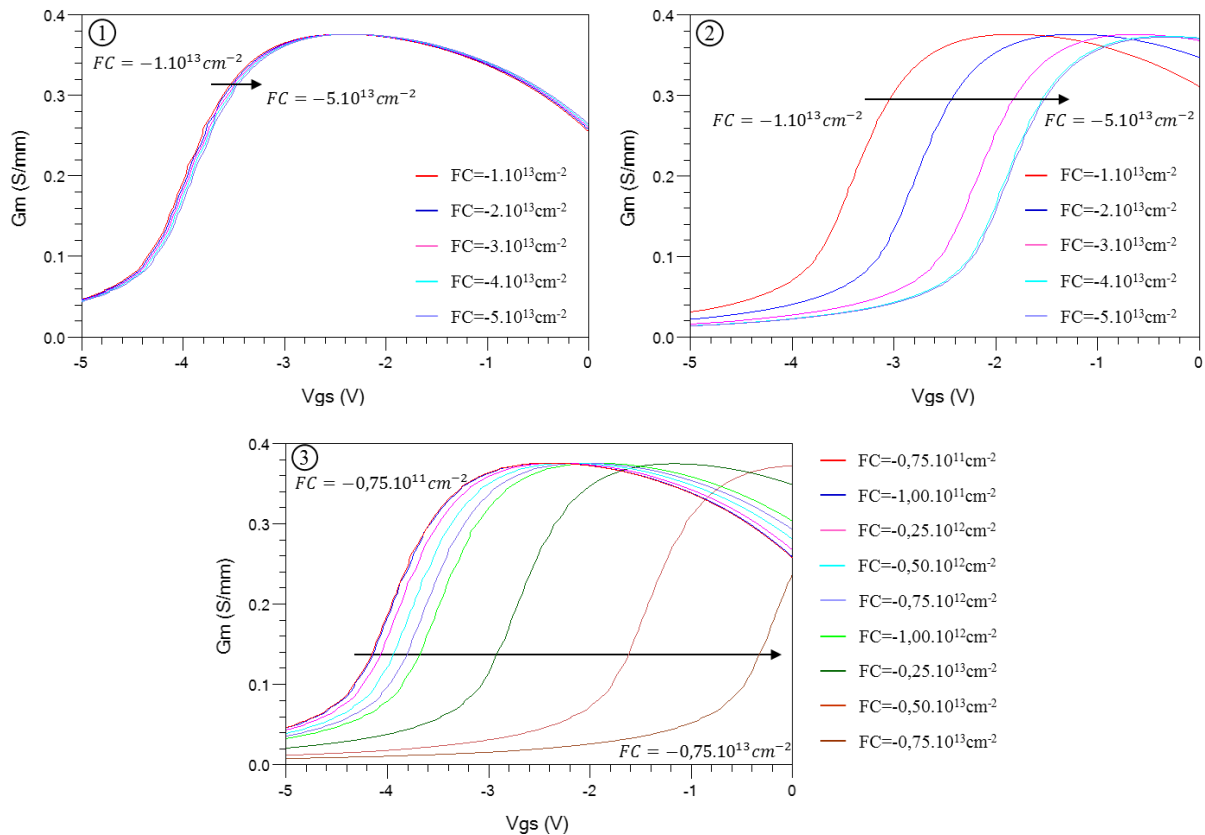 ①
Gm (S/mm)
0.4
0.3
0.2
0.1
0.0
FC = −1.10¹³cm⁻²
FC = −5.10¹³cm⁻²
FC=-1.10¹³cm⁻²
FC=-2.10¹³cm⁻²
FC=-3.10¹³cm⁻²
FC=-4.10¹³cm⁻²
FC=-5.10¹³cm⁻²
-5 -4 -3 -2 -1 0
Vgs (V)
②
Gm (S/mm)
0.4
0.3
0.2
0.1
0.0
FC = −1.10¹³cm⁻²
FC = −5.10¹³cm⁻²
FC=-1.10¹³cm⁻²
FC=-2.10¹³cm⁻²
FC=-3.10¹³cm⁻²
FC=-4.10¹³cm⁻²
FC=-5.10¹³cm⁻²
-5 -4 -3 -2 -1 0
Vgs (V)
③
Gm (S/mm)
0.4
0.3
0.2
0.1
0.0
FC = −0,75.10¹¹cm⁻²
FC = −0,75.10¹³cm⁻²
-5 -4 -3 -2 -1 0
Vgs (V)
FC=-0,75.10¹¹cm⁻²
FC=-1,00.10¹¹cm⁻²
FC=-0,25.10¹²cm⁻²
FC=-0,50.10¹²cm⁻²
FC=-0,75.10¹²cm⁻²
FC=-1,00.10¹²cm⁻²
FC=-0,25.10¹³cm⁻²
FC=-0,50.10¹³cm⁻²
FC=-0,75.10¹³cm⁻²